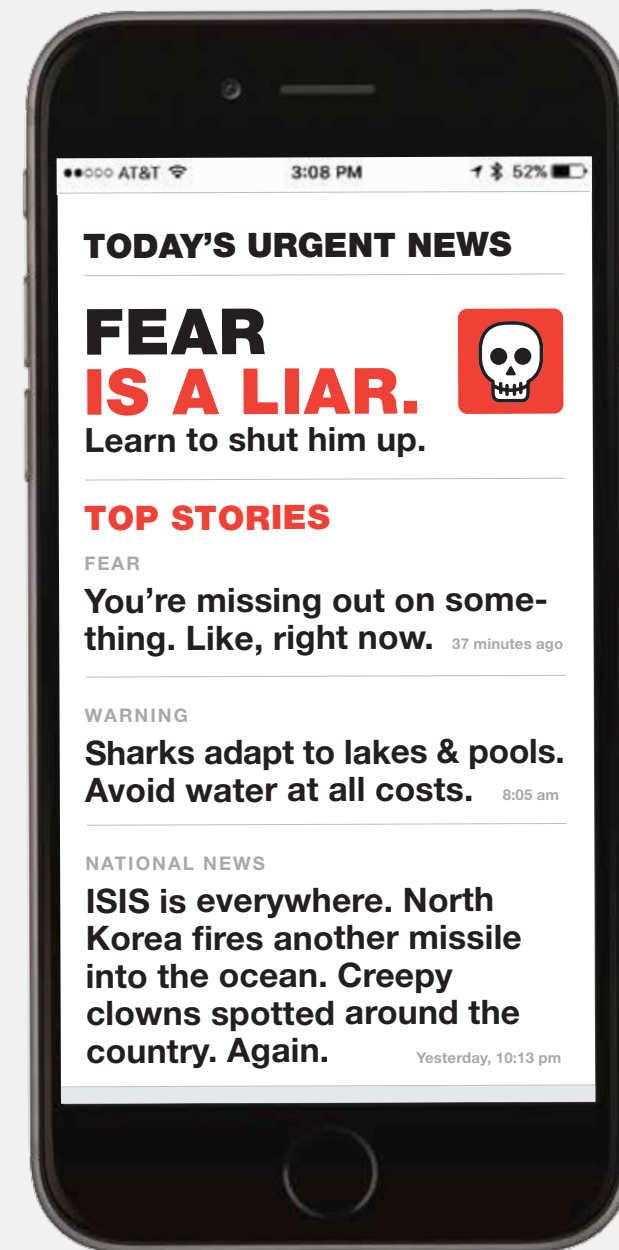 AT&T 3:08 PM 52%
TODAY’S URGENT NEWS
FEAR
IS A LIAR.
Learn to shut him up.
TOP STORIES
FEAR
You’re missing out on some-
thing. Like, right now. 37 minutes ago
WARNING
Sharks adapt to lakes & pools.
Avoid water at all costs. 8:05 am
NATIONAL NEWS
ISIS is everywhere. North
Korea fires another missile
into the ocean. Creepy
clowns spotted around the
country. Again. Yesterday, 10:13 pm